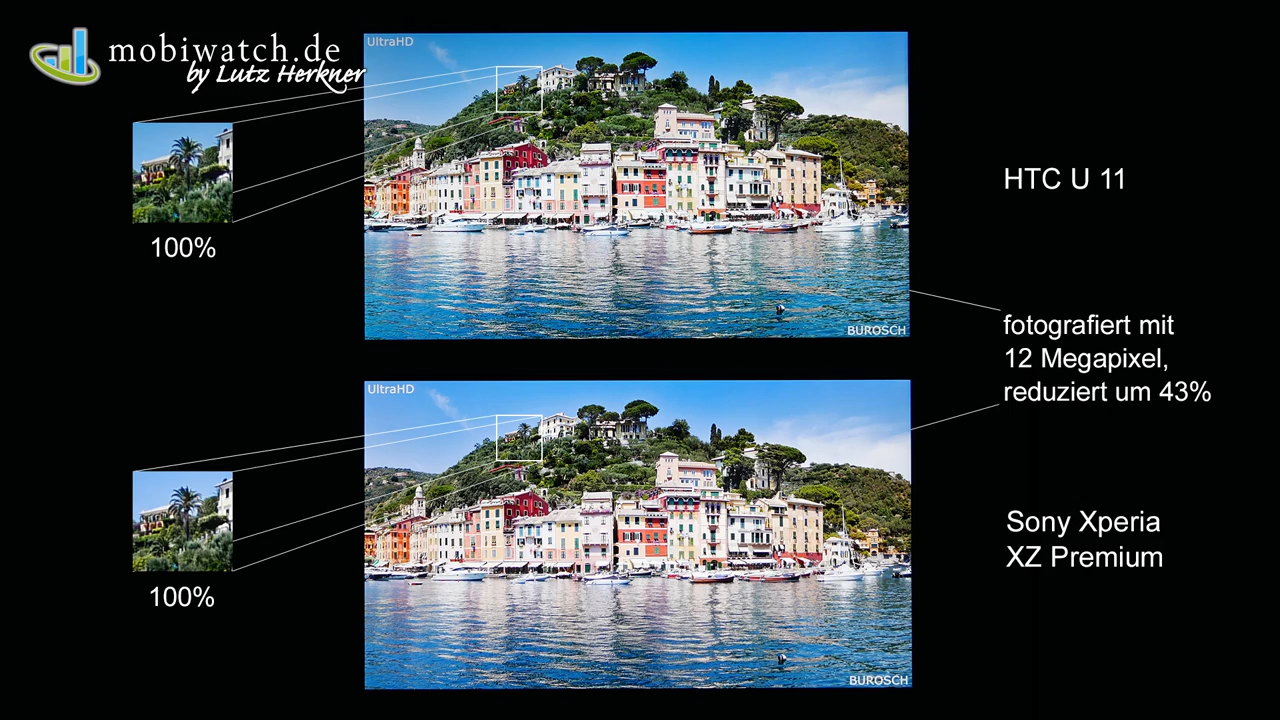 mobiwatch.de
by Lutz Herkner
UltraHD
100%
BUROSCH
HTC U 11
fotografiert mit
12 Megapixel,
reduziert um 43%
UltraHD
100%
BUROSCH
Sony Xperia
XZ Premium